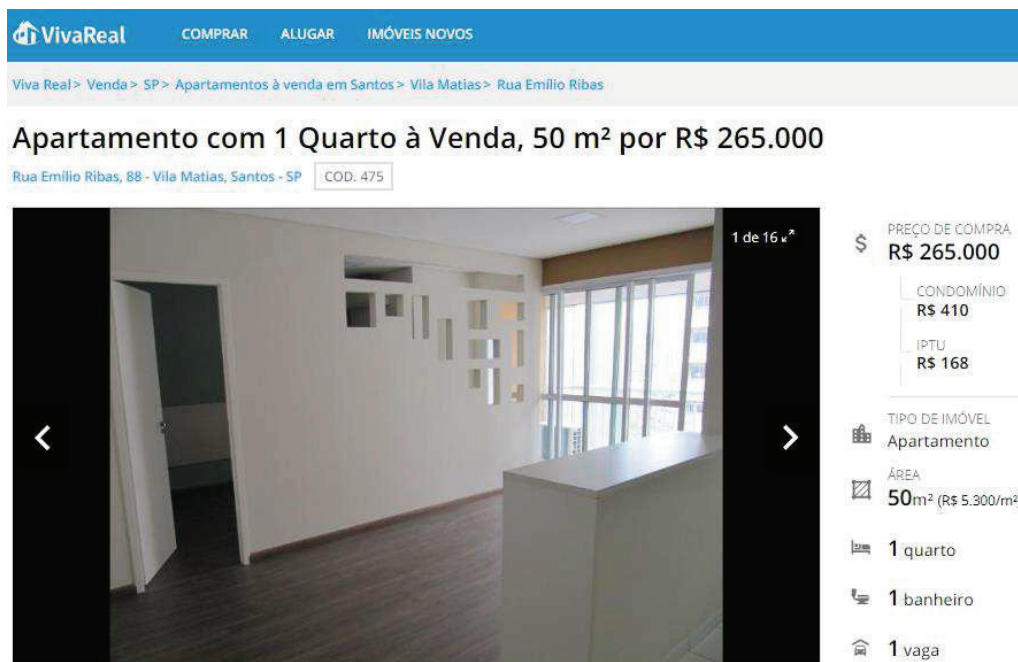 VivaReal COMPRAR ALUGAR IMÓVEIS NOVOS
Viva Real > Venda > SP > Apartamentos à venda em Santos > Vila Matias > Rua Emílio Ribas
Apartamento com 1 Quarto à Venda, 50 m² por R$ 265.000
Rua Emílio Ribas, 88 - Vila Matias, Santos - SP COD. 475
1 de 16
PREÇO DE COMPRA
$ R$ 265.000
CONDOMÍNIO
R$ 410
IPTU
R$ 168
TIPO DE IMÓVEL
Apartamento
ÁREA
50m² (R$ 5.300/m²
1 quarto
1 banheiro
1 vaga